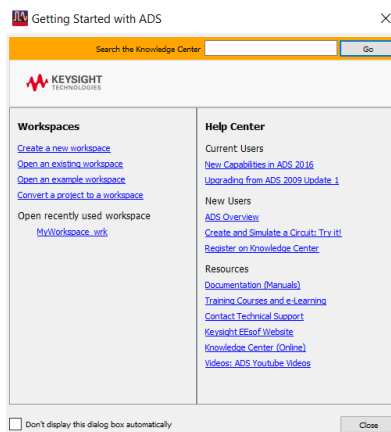 Getting Started with ADS
Search the Knowledge Center
Go
KEYSIGHT
TECHNOLOGIES
Workspaces
Create a new workspace
Open an existing workspace
Open an example workspace
Convert a project to a workspace
Open recently used workspace
MyWorkspace_wrk
Help Center
Current Users
New Capabilities in ADS 2016
Upgrading from ADS 2009 Update 1
New Users
ADS Overview
Create and Simulate a Circuit: Try it!
Register on Knowledge Center
Resources
Documentation (Manuals)
Training Courses and e-Learning
Contact Technical Support
Keysight EEsof Website
Knowledge Center (Online)
Videos: ADS Youtube Videos
Don't display this dialog box automatically
Close